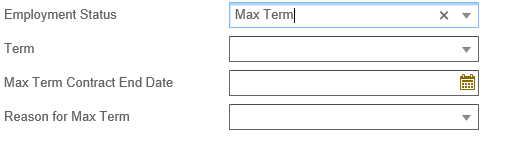 Employment Status Max Term
Term
Max Term Contract End Date
Reason for Max Term